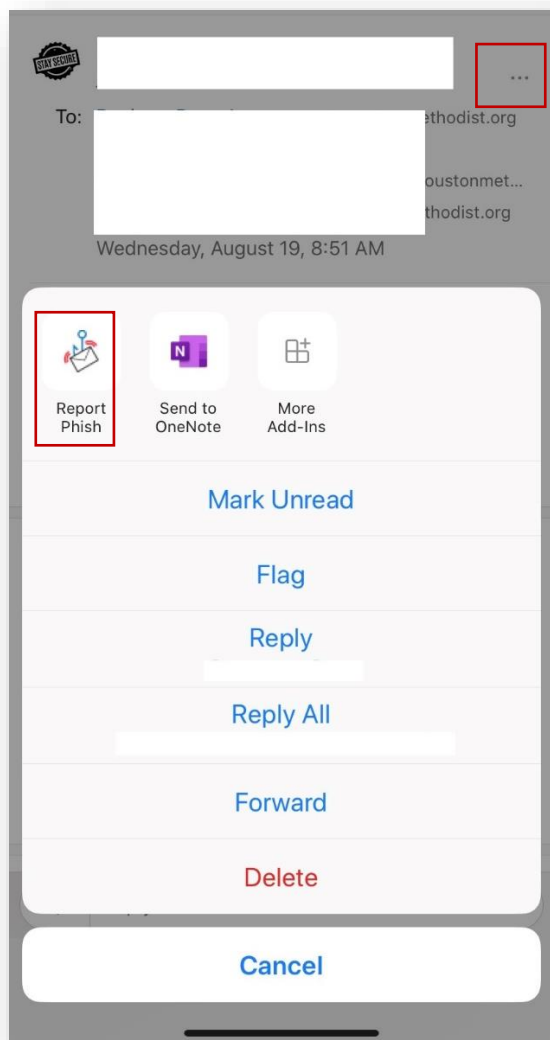 STAY SECURE
...
To:
ethodist.org
oustonmet...
thodist.org
Wednesday, August 19, 8:51 AM
Report
Phish
Send to
OneNote
More
Add-Ins
Mark Unread
Flag
Reply
Reply All
Forward
Delete
Cancel